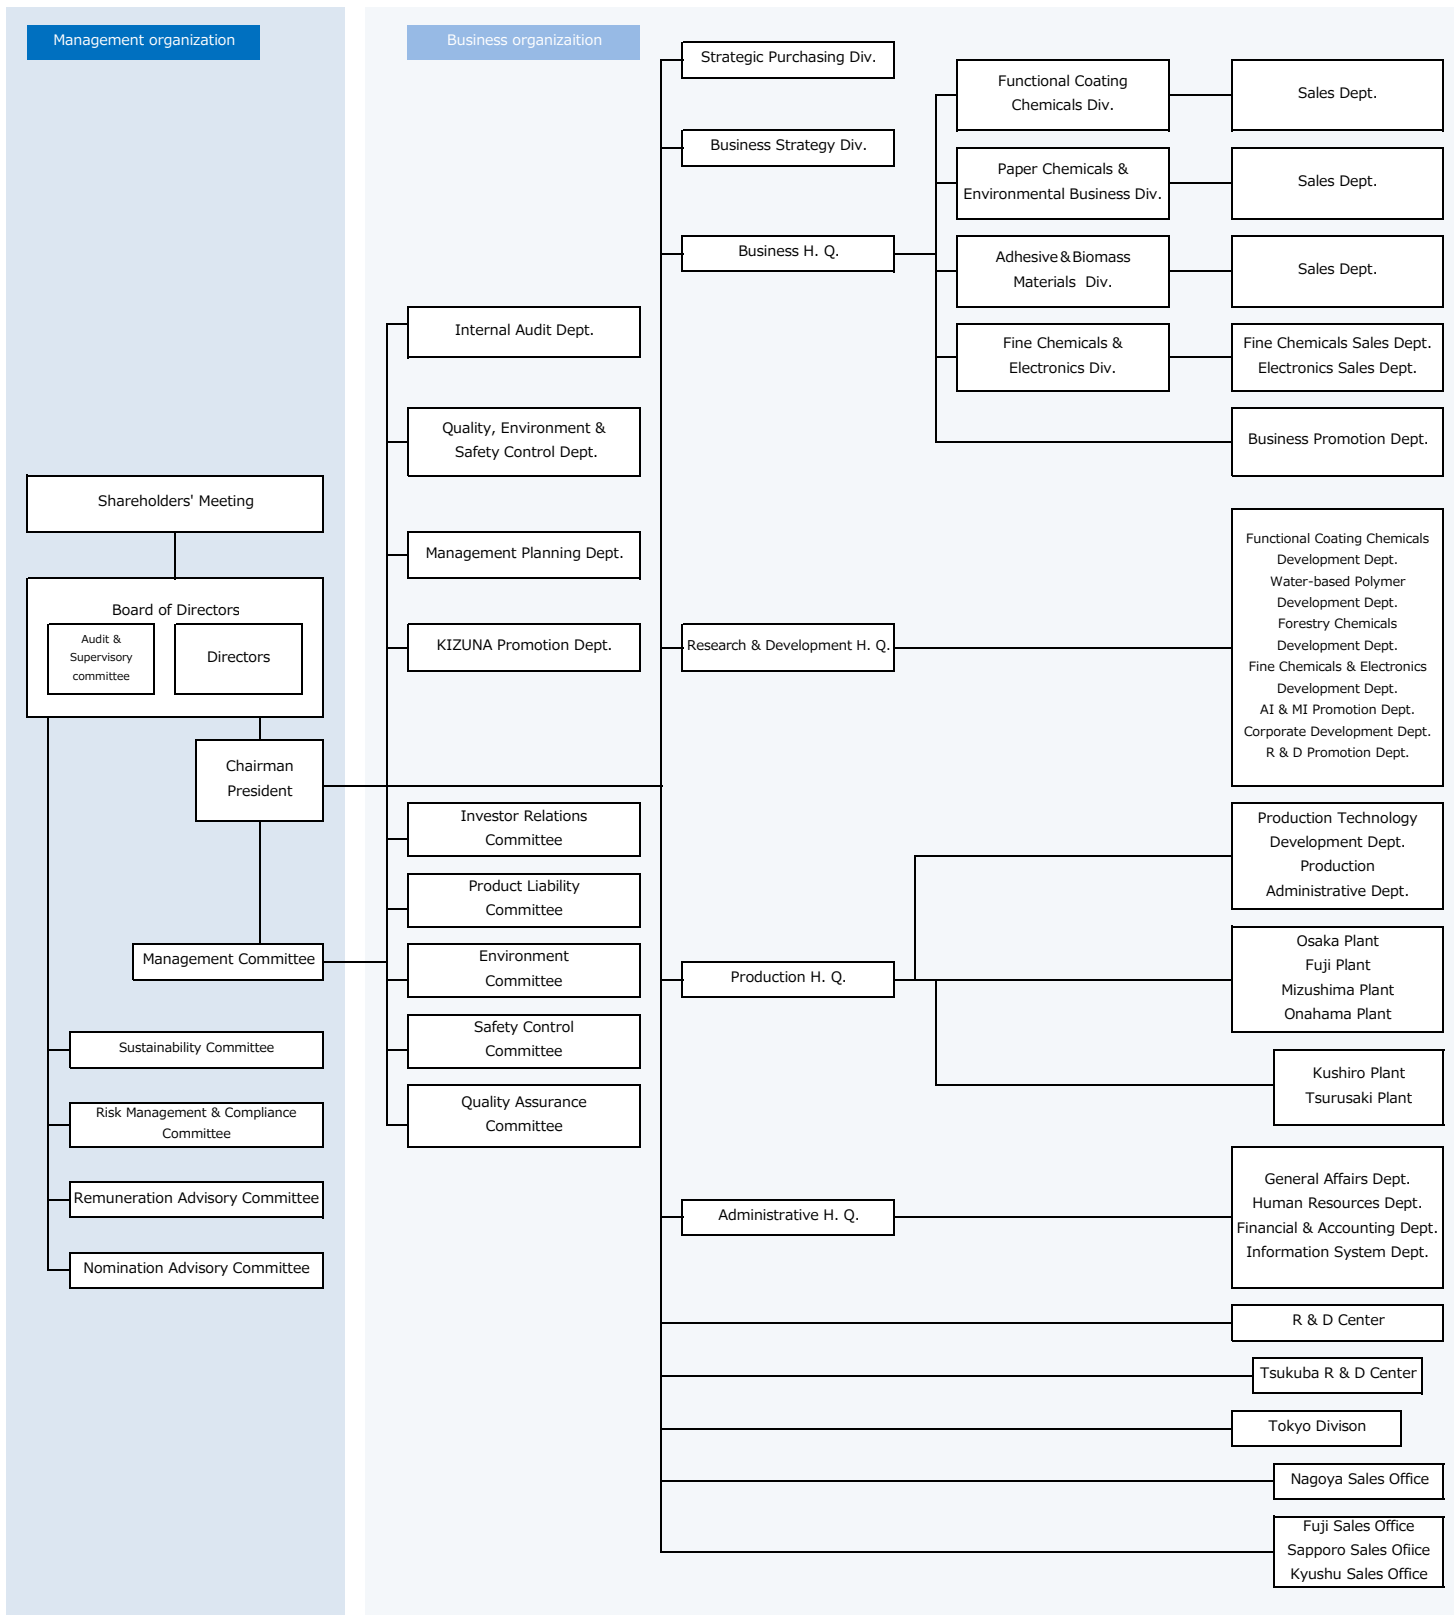 Management organization
Business organizaition
Shareholders' Meeting
Board of Directors
Audit &
Supervisory
committee
Directors
Chairman
President
Management Committee
Sustainability Committee
Risk Management & Compliance
Committee
Remuneration Advisory Committee
Nomination Advisory Committee
Internal Audit Dept.
Quality, Environment &
Safety Control Dept.
Management Planning Dept.
KIZUNA Promotion Dept.
Investor Relations
Committee
Product Liability
Committee
Environment
Committee
Safety Control
Committee
Quality Assurance
Committee
Strategic Purchasing Div.
Business Strategy Div.
Business H. Q.
Functional Coating
Chemicals Div.
Sales Dept.
Paper Chemicals &
Environmental Business Div.
Sales Dept.
Adhesive&Biomass
Materials Div.
Sales Dept.
Fine Chemicals &
Electronics Div.
Fine Chemicals Sales Dept.
Electronics Sales Dept.
Business Promotion Dept.
Research & Development H. Q.
Functional Coating Chemicals
Development Dept.
Water-based Polymer
Development Dept.
Forestry Chemicals
Development Dept.
Fine Chemicals & Electronics
Development Dept.
AI & MI Promotion Dept.
Corporate Development Dept.
R & D Promotion Dept.
Production H. Q.
Production Technology
Development Dept.
Production
Administrative Dept.
Osaka Plant
Fuji Plant
Mizushima Plant
Onahama Plant
Kushiro Plant
Tsurusaki Plant
Administrative H. Q.
General Affairs Dept.
Human Resources Dept.
Financial & Accounting Dept.
Information System Dept.
R & D Center
Tsukuba R & D Center
Tokyo Divison
Nagoya Sales Office
Fuji Sales Office
Sapporo Sales Ofiice
Kyushu Sales Office